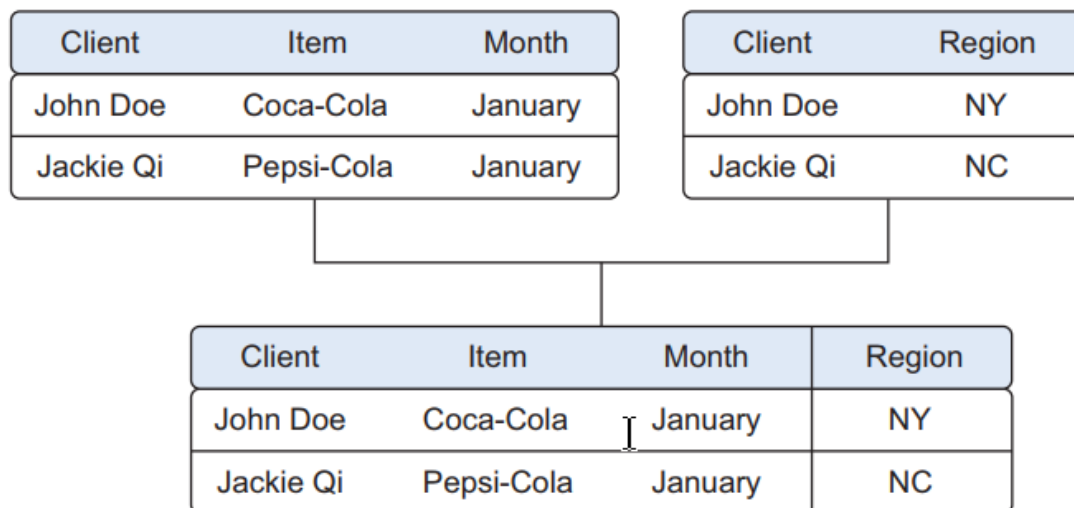 Client Item Month
John Doe Coca-Cola January
Jackie Qi Pepsi-Cola January
Client Region
John Doe NY
Jackie Qi NC
Client Item Month Region
John Doe Coca-Cola January NY
Jackie Qi Pepsi-Cola January NC